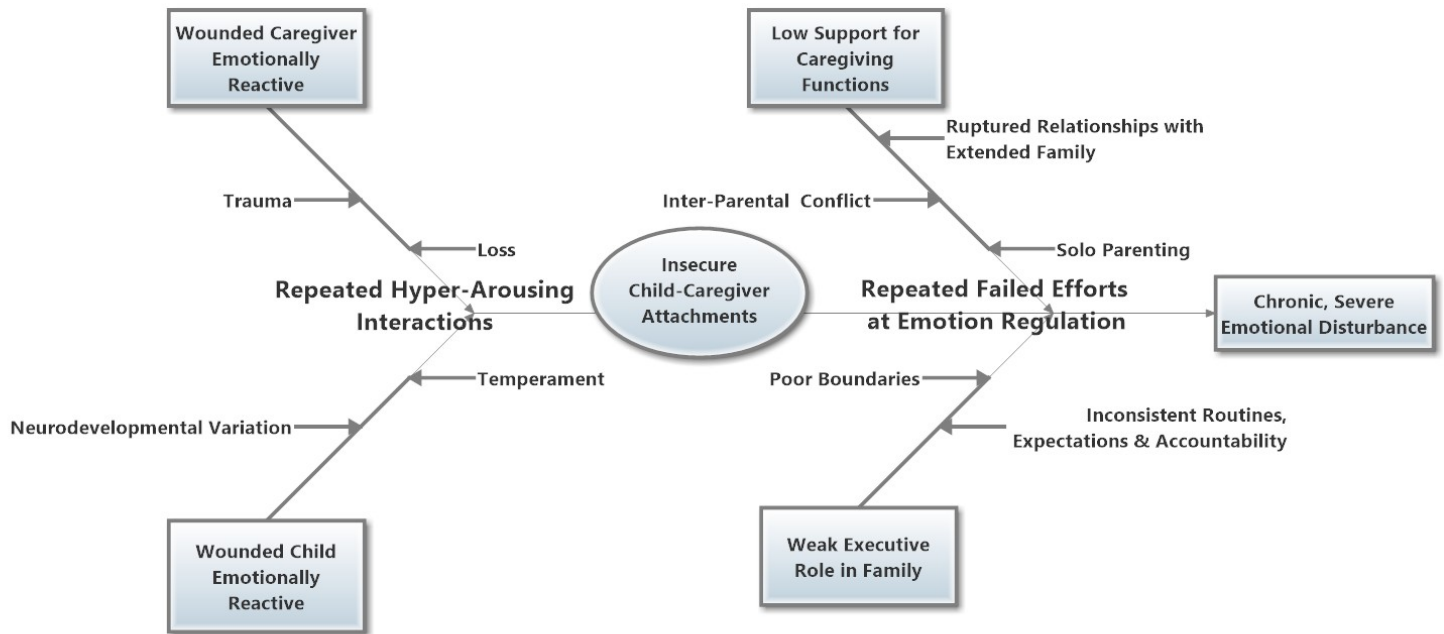 Wounded Caregiver
Emotionally
Reactive
Low Support for
Caregiving
Functions
Ruptured Relationships with
Extended Family
Trauma
Inter-Parental Conflict
Loss
Solo Parenting
Repeated Hyper-Arousing
Interactions
Insecure
Child-Caregiver
Attachments
Repeated Failed Efforts
at Emotion Regulation
Chronic, Severe
Emotional Disturbance
Temperament
Poor Boundaries
Neurodevelopmental Variation
Inconsistent Routines,
Expectations & Accountability
Wounded Child
Emotionally
Reactive
Weak Executive
Role in Family